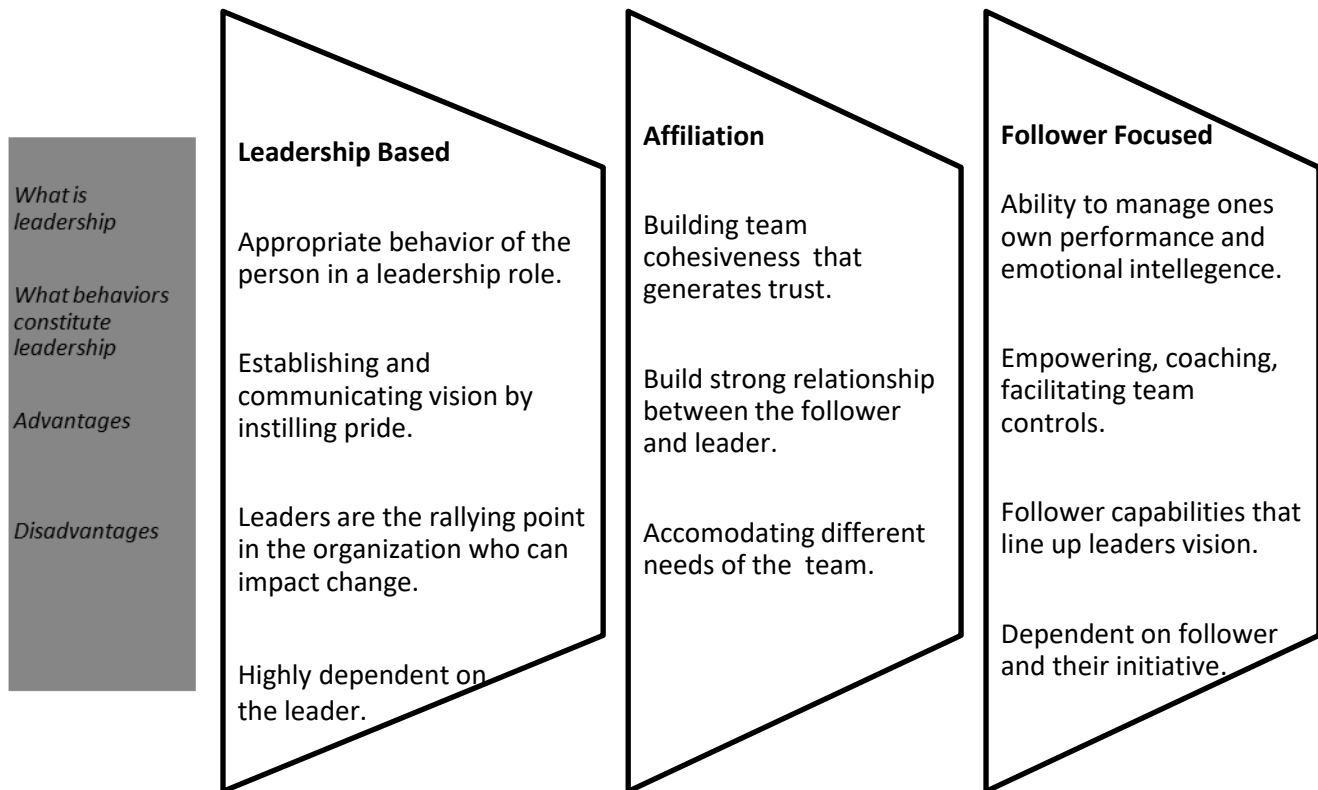 What is
leadership
What behaviors
constitute
leadership
Advantages
Disadvantages
Leadership Based
Appropriate behavior of the
person in a leadership role.
Establishing and
communicating vision by
instilling pride.
Leaders are the rallying point
in the organization who can
impact change.
Highly dependent on
the leader.
Affiliation
Building team
cohesiveness that
generates trust.
Build strong relationship
between the follower
and leader.
Accomodating different
needs of the team.
Follower Focused
Ability to manage ones
own performance and
emotional intellegence.
Empowering, coaching,
facilitating team
controls.
Follower capabilities that
line up leaders vision.
Dependent on follower
and their initiative.